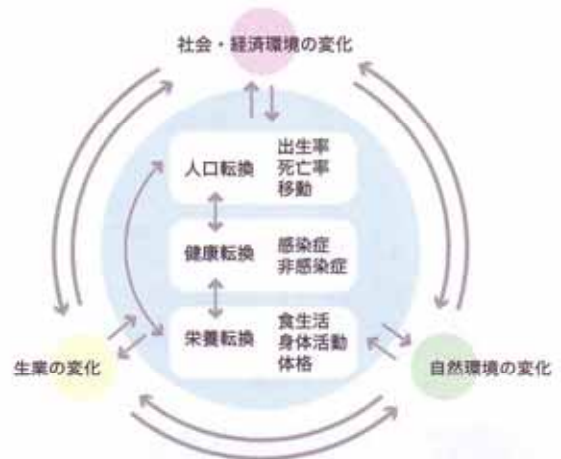 社会・経済環境の変化
人口転換
出生率
死亡率
移動
健康転換
感染症
非感染症
栄養転換
食生活
身体活動
体格
生業の変化
自然環境の変化